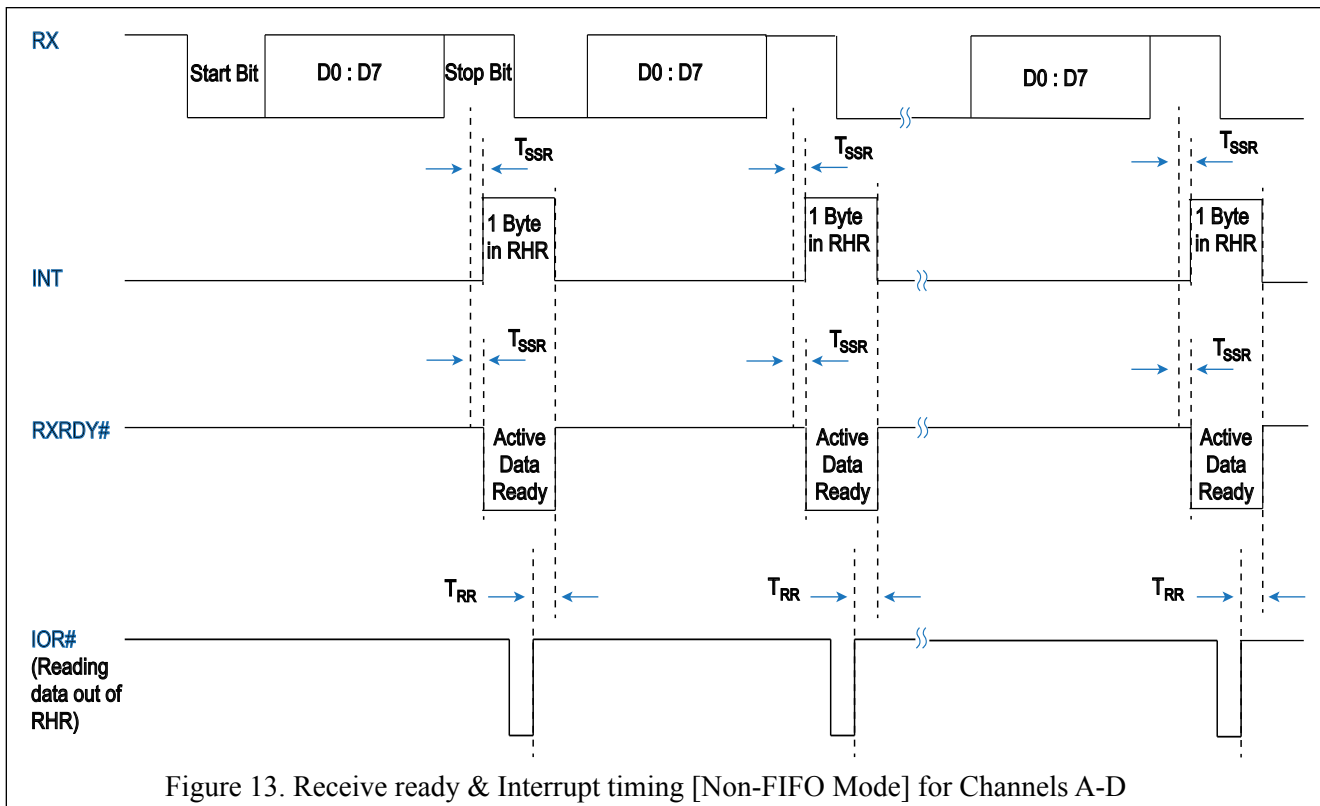 RX
Start Bit
D0 : D7
Stop Bit
D0 : D7
D0 : D7
TSSR
TSSR
TSSR
1 Byte
in RHR
1 Byte
in RHR
1 Byte
in RHR
INT
TSSR
TSSR
TSSR
RXRDY#
Active
Data
Ready
Active
Data
Ready
Active
Data
Ready
TRR
TRR
TRR
IOR#
(Reading
data out of
RHR)
Figure 13. Receive ready & Interrupt timing [Non-FIFO Mode] for Channels A-D